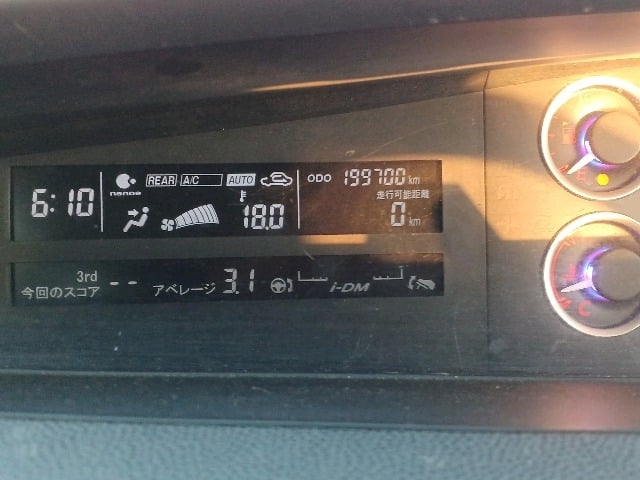 6:10
nanoe
REAR A/C AUTO
18.0
ODO 199700 km
走行可能距離
0 km
3rd
今回のスコア -- アベレージ 3.1
i-DM
E
C